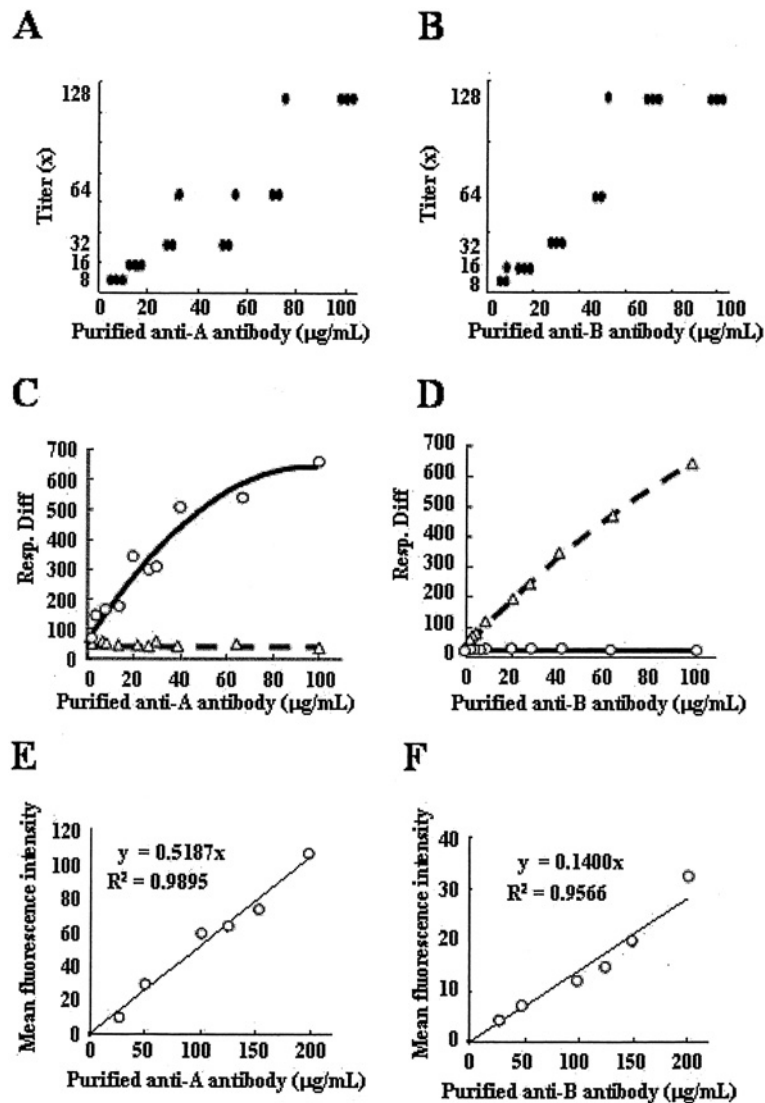 A
B
128
64
32
16
8
Titer (x)
0 20 40 60 80 100
Purified anti-A antibody (µg/mL)
128
64
32
16
8
Titer (x)
0 20 40 60 80 100
Purified anti-B antibody (µg/mL)
C
D
700
600
500
400
300
200
100
0
Resp. Diff
0 20 40 60 80 100
Purified anti-A antibody (µg/mL)
700
600
500
400
300
200
100
0
Resp. Diff
0 20 40 60 80 100
Purified anti-B antibody (µg/mL)
E
F
120
100
80
60
40
20
0
Mean fluorescence intensity
y = 0.5187x
R² = 0.9895
0 50 100 150 200
Purified anti-A antibody (µg/mL)
40
30
20
10
0
Mean fluorescence intensity
y = 0.1400x
R² = 0.9566
0 50 100 150 200
Purified anti-B antibody (µg/mL)